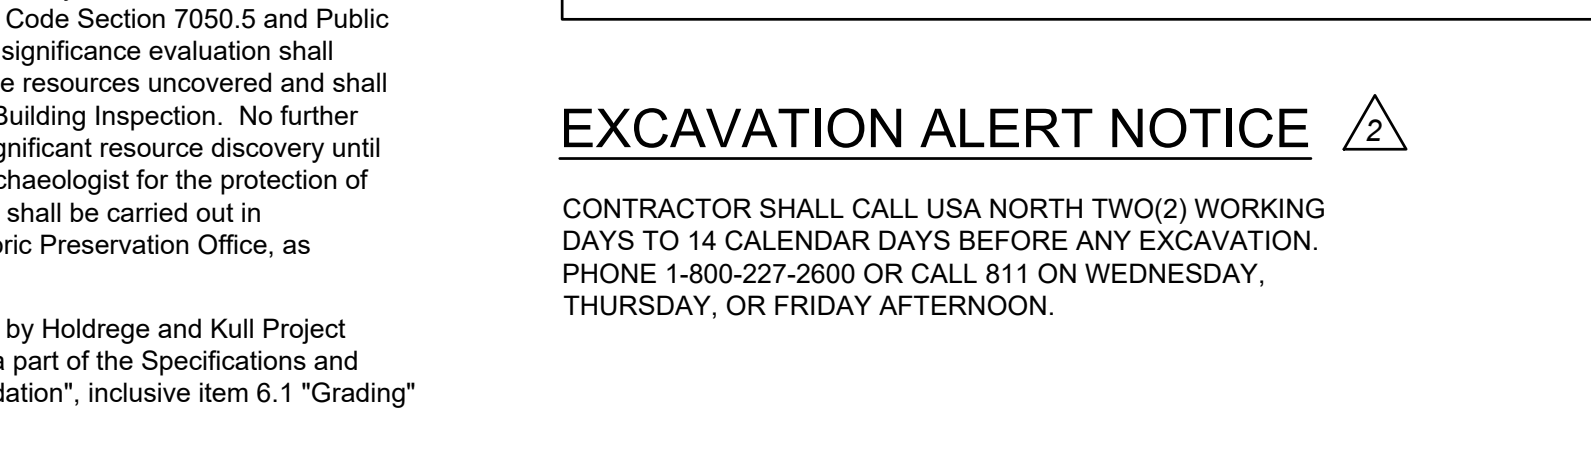 Code Section 7050.5 and Public
significance evaluation shall
e resources uncovered and shall
Building Inspection.  No further
gnificant resource discovery until
chaeologist for the protection of
shall be carried out in
oric Preservation Office, as
by Holdrege and Kull Project
a part of the Specifications and
dation", inclusive item 6.1 "Grading"
EXCAVATION ALERT NOTICE 2
CONTRACTOR SHALL CALL USA NORTH TWO(2) WORKING
DAYS TO 14 CALENDAR DAYS BEFORE ANY EXCAVATION.
PHONE 1-800-227-2600 OR CALL 811 ON WEDNESDAY,
THURSDAY, OR FRIDAY AFTERNOON.